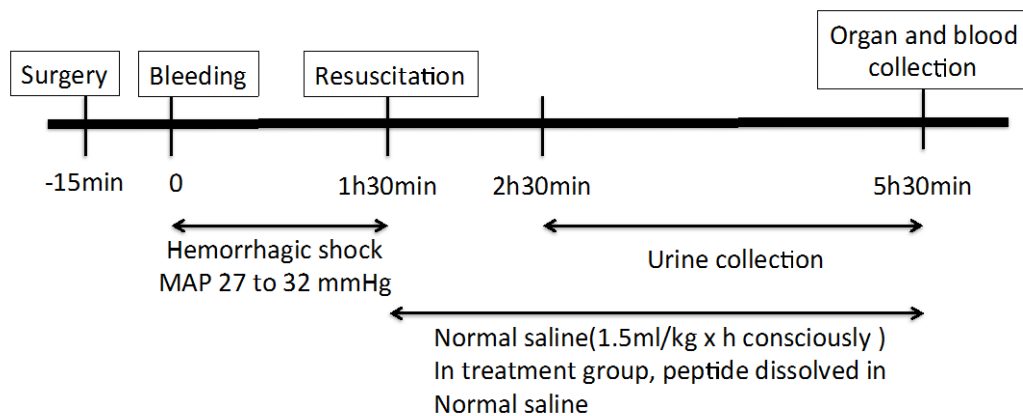 Organ and blood
collection
Surgery
Bleeding
Resuscitation
-15min
0
1h30min
2h30min
5h30min
Hemorrhagic shock
MAP 27 to 32 mmHg
Urine collection
Normal saline(1.5ml/kg x h consciously )
In treatment group, peptide dissolved in
Normal saline